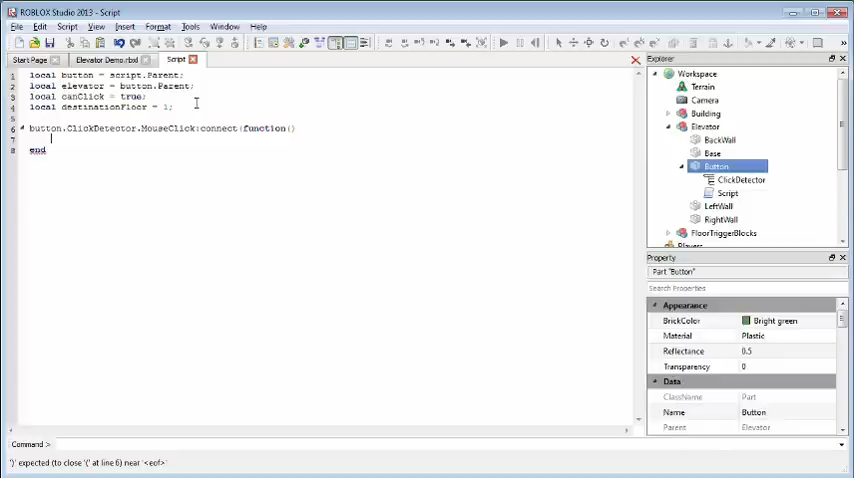 ROBLOX Studio 2013 - Script
File Edit Script View Insert Format Tools Window Help
Start Page Elevator Demo.rbxl Script
1 local button = script.Parent;
2 local elevator = button.Parent;
3 local canClick = true;
4 local destinationFloor = 1;
5
6 button.ClickDetector.MouseClick:connect(function()
7
8 end
Explorer
Workspace
Terrain
Camera
Building
Elevator
BackWall
Base
Button
ClickDetector
Script
LeftWall
RightWall
FloorTriggerBlocks
Players
Property
Part "Button"
Search Properties
Appearance
BrickColor Bright green
Material Plastic
Reflectance 0.5
Transparency 0
Data
ClassName Part
Name Button
Parent Elevator
Command >
')' expected (to close '(' at line 6) near '<eof>'